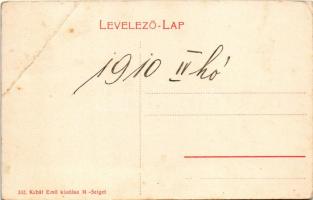 LEVELEZŐ-LAP
1910 IV hó
Kabát Emil kiadása M.-Sziget